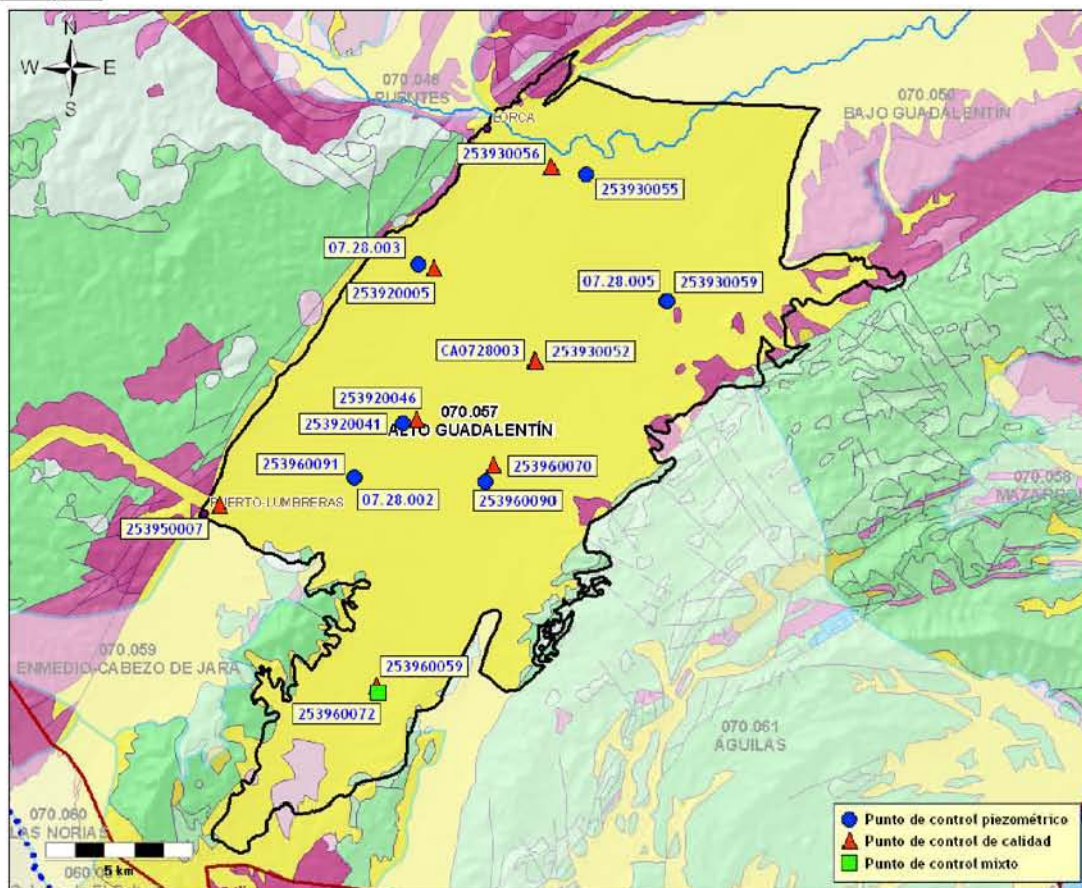 N
W E
S
070.048
PUENTES
070.050
BAJO GUADALENTÍN
LORCA
253930056
253930055
07.28.003
253920005
07.28.005
253930059
CA0728003
253930052
253920046
253920041
070.057
ALTO GUADALENTÍN
253960091
253960070
07.28.002
253960090
PUERTO-LUMBRERAS
253950007
070.058
070.059
ENMEDIO-CABEZO DE JARA
253960059
253960072
070.061
ÁGUILAS
070.060
LAS NORIAS
5 km
Punto de control piezométrico
Punto de control de calidad
Punto de control mixto